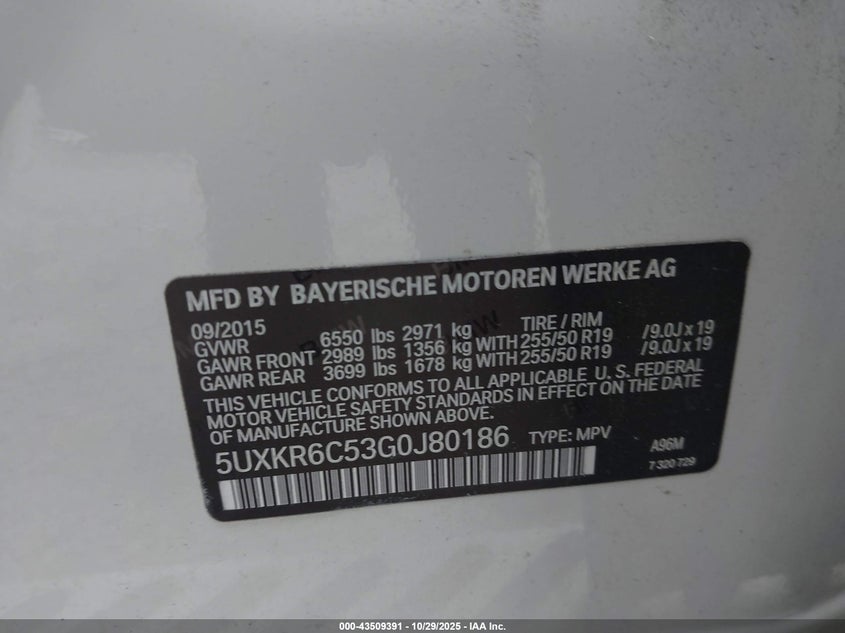 MFD BY BAYERISCHE MOTOREN WERKE AG
09/2015 TIRE / RIM
GVWR 6550 lbs 2971 kg
GAWR FRONT 2989 lbs 1356 kg WITH 255/50 R19 /9.0J x 19
GAWR REAR 3699 lbs 1678 kg WITH 255/50 R19 /9.0J x 19
THIS VEHICLE CONFORMS TO ALL APPLICABLE U. S. FEDERAL
MOTOR VEHICLE SAFETY STANDARDS IN EFFECT ON THE DATE
OF MANUFACTURE SHOWN ABOVE.
5UXKR6C53G0J80186 TYPE: MPV A96M
7 320 729
000-43509391 - 10/29/2025 - IAA Inc.